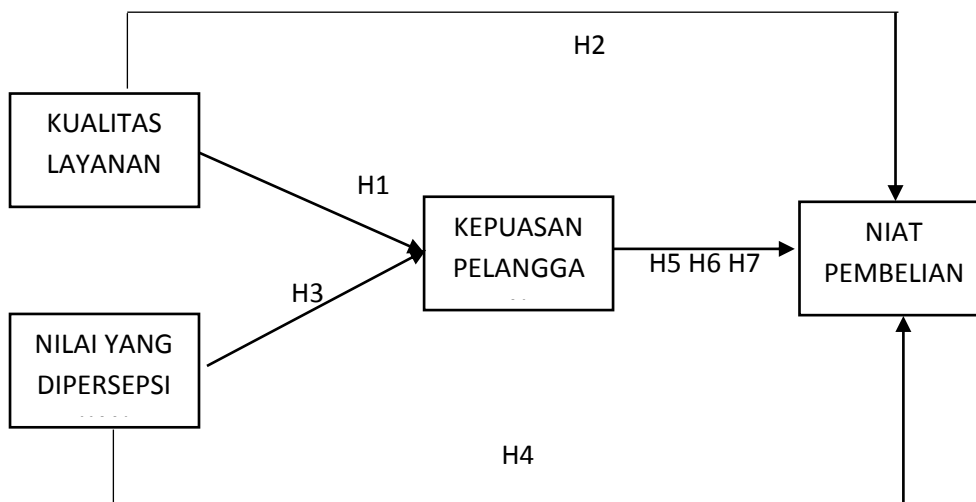 H2
KUALITAS
LAYANAN
H1
KEPUASAN
PELANGGA
H5 H6 H7
NIAT
PEMBELIAN
H3
NILAI YANG
DIPERSEPSI
H4